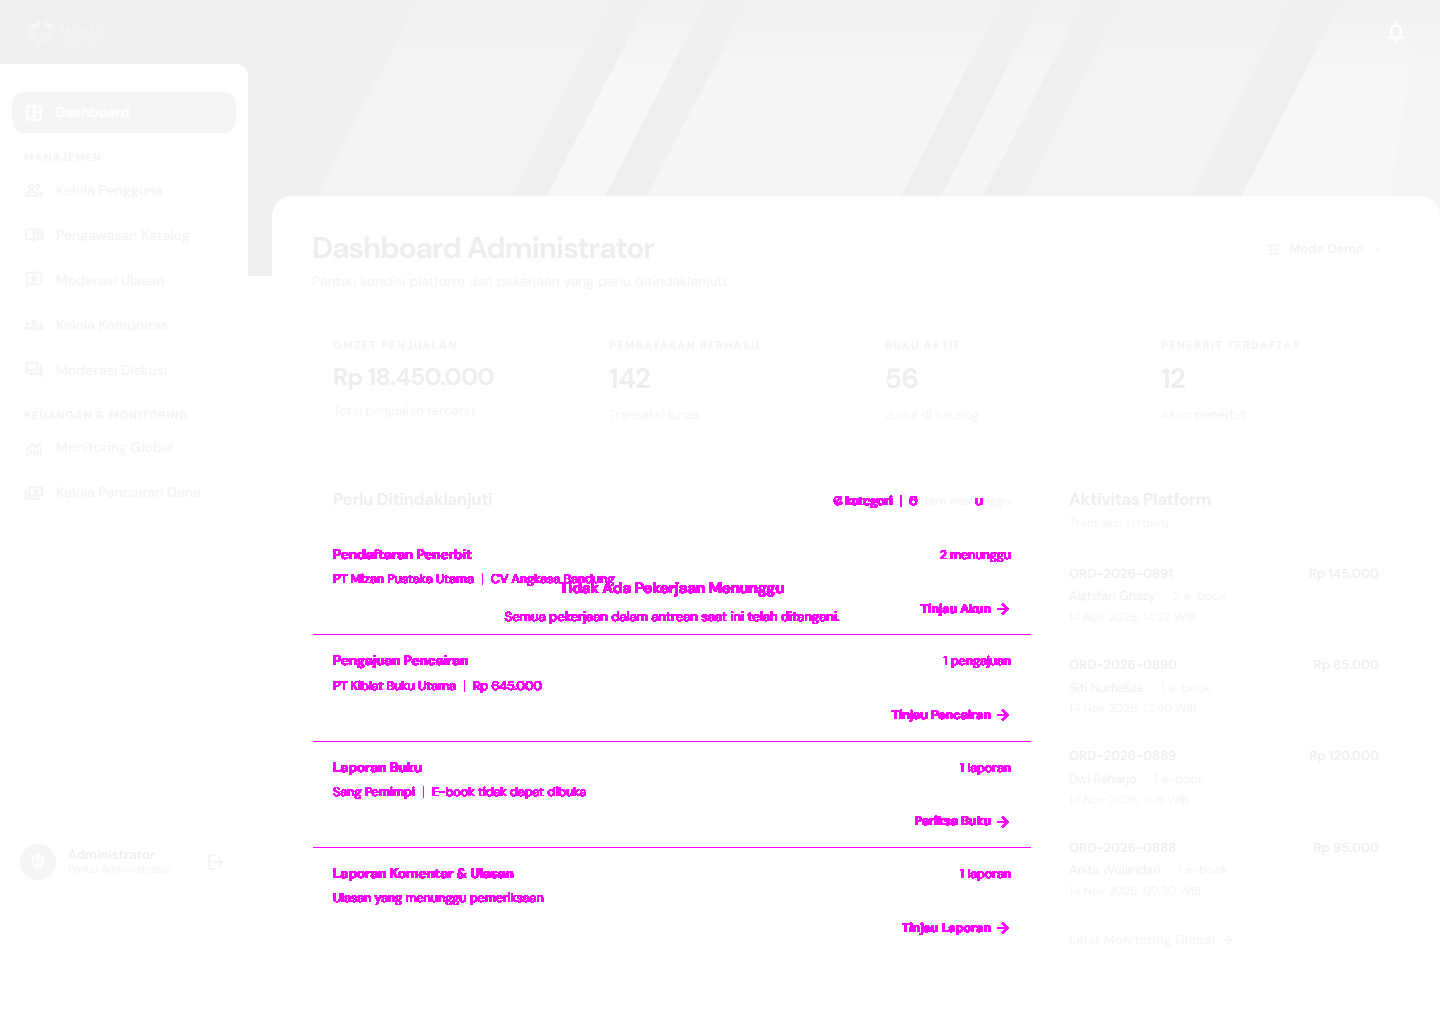 Dashboard
MANAJEMEN
Kelola Pengguna
Pengawasan Katalog
Moderasi Ulasan
Kelola Komunitas
Moderasi Diskusi
KEUANGAN & MONITORING
Monitoring Global
Kelola Pencairan Dana
Administrator
Portal Administrator
Dashboard Administrator
Mode Demo
Pantau kondisi platform dan pekerjaan yang perlu ditindaklanjuti.
OMZET PENJUALAN
Rp 18.450.000
Total penjualan tercatat
PEMBAYARAN BERHASIL
142
Transaksi lunas
BUKU AKTIF
56
Judul di katalog
PENERBIT TERDAFTAR
12
Akun penerbit
Perlu Ditindaklanjuti
kategori |
Pendaftaran Penerbit
2 menunggu
PT Mizan Pustaka Utama | CV Angkasa Bandung
Tidak Ada Pekerjaan Menunggu
Semua pekerjaan dalam antrean saat ini telah ditangani.
Tinjau Akun
Pengajuan Pencairan
1 pengajuan
PT Kiblat Buku Utama | Rp 645.000
Tinjau Pencairan
Laporan Buku
1 laporan
Sang Pemimpi | E-book tidak dapat dibuka
Periksa Buku
Laporan Komentar & Ulasan
1 laporan
Ulasan yang menunggu pemeriksaan
Tinjau Laporan
Aktivitas Platform
Transaksi terbaru
ORD-2026-0891
Rp 145.000
Alghifari Ghazy 2 e-book
14 Nov 2026, 14:22 WIB
ORD-2026-0890
Rp 85.000
Siti Nurhaliza 1 e-book
14 Nov 2026, 13:40 WIB
ORD-2026-0889
Rp 120.000
Dwi Raharjo 1 e-book
14 Nov 2026, 11:15 WIB
ORD-2026-0888
Rp 95.000
Anita Wulandari 1 e-book
14 Nov 2026, 09:30 WIB
Lihat Monitoring Global →